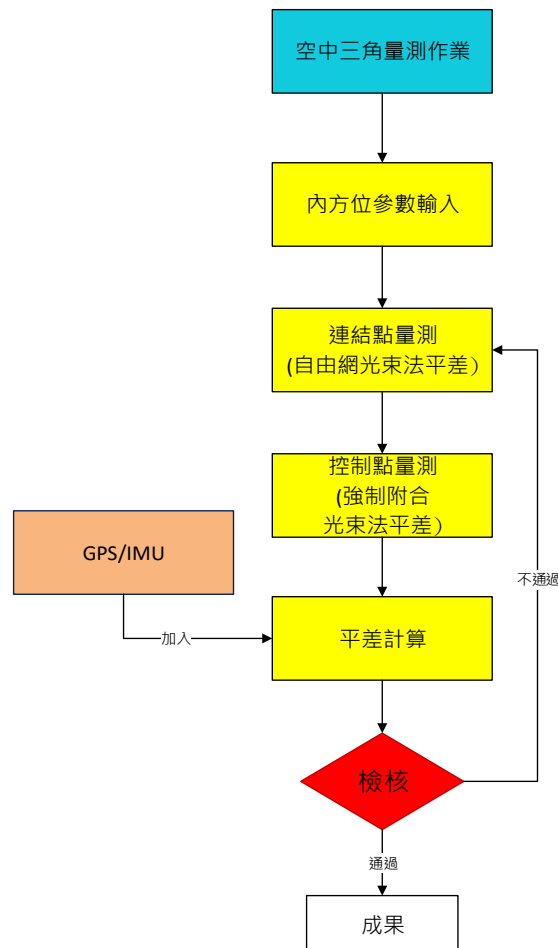 空中三角量測作業
內方位參數輸入
連結點量測
(自由網光束法平差）
控制點量測
(強制附合
光束法平差）
GPS/IMU
不通過
加入
平差計算
檢核
通過
成果